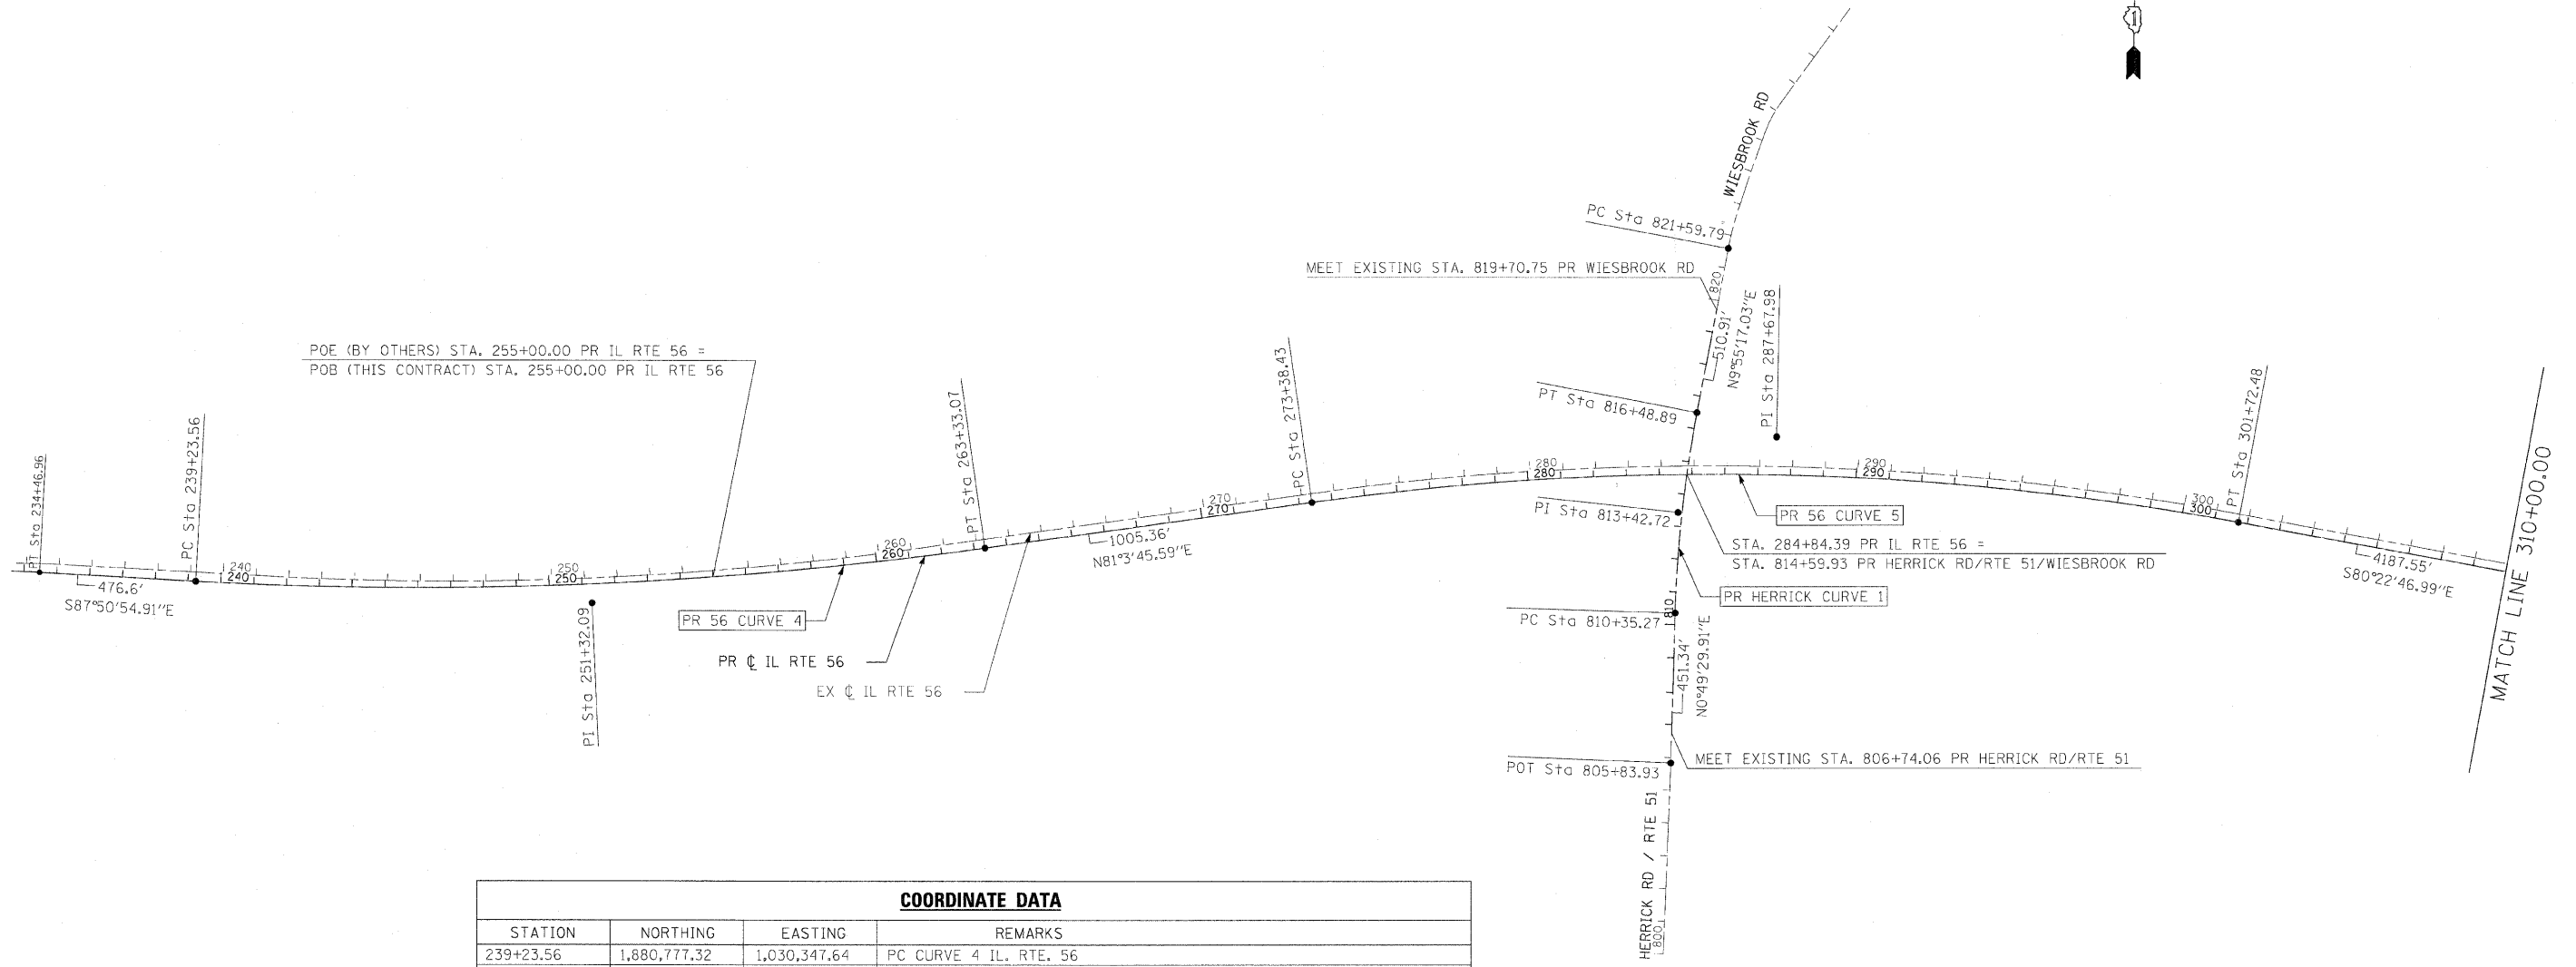 WIESBROOK RD
PC Sta 821+59.79
MEET EXISTING STA. 819+70.75 PR WIESBROOK RD
820
510.91'
N9°55'17.03"E
PI Sta 287+67.98
POE (BY OTHERS) STA. 255+00.00 PR IL RTE 56 =
POB (THIS CONTRACT) STA. 255+00.00 PR IL RTE 56
PT Sta 234+46.96
PC Sta 239+23.56
PT Sta 263+33.07
PC Sta 273+38.43
PT Sta 816+48.89
PT Sta 301+72.48
MATCH LINE 310+00.00
240
240
250
250
260
260
270
270
280
280
290
290
300
300
476.6'
S87°50'54.91"E
1005.36'
N81°3'45.59"E
4187.55'
S80°22'46.99"E
PI Sta 813+42.72
PR 56 CURVE 5
STA. 284+84.39 PR IL RTE 56 =
STA. 814+59.93 PR HERRICK RD/RTE 51/WIESBROOK RD
PR HERRICK CURVE 1
PI Sta 251+32.09
PR 56 CURVE 4
PR ℄ IL RTE 56
EX ℄ IL RTE 56
810
PC Sta 810+35.27
451.34'
N0°49'29.91"E
MEET EXISTING STA. 806+74.06 PR HERRICK RD/RTE 51
POT Sta 805+83.93
HERRICK RD / RTE 51
800
COORDINATE DATA
STATION NORTHING EASTING REMARKS
239+23.56 1,880,777.32 1,030,347.64 PC CURVE 4 IL. RTE. 56